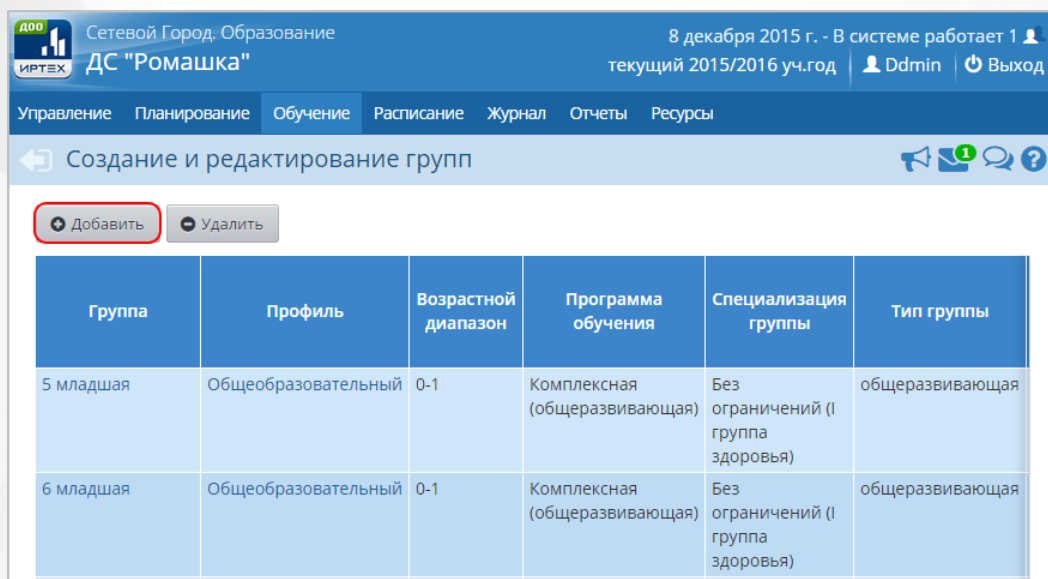 ДОО
ИРТЕХ
Сетевой Город. Образование
ДС "Ромашка"
8 декабря 2015 г. - В системе работает 1
текущий 2015/2016 уч.год Ddmin Выход
Управление Планирование Обучение Расписание Журнал Отчеты Ресурсы
Создание и редактирование групп
1
Добавить Удалить
Группа
Профиль
Возрастной
диапазон
Программа
обучения
Специализация
группы
Тип группы
5 младшая
Общеобразовательный
0-1
Комплексная
(общеразвивающая)
Без
ограничений (I
группа
здоровья)
общеразвивающая
6 младшая
Общеобразовательный
0-1
Комплексная
(общеразвивающая)
Без
ограничений (I
группа
здоровья)
общеразвивающая